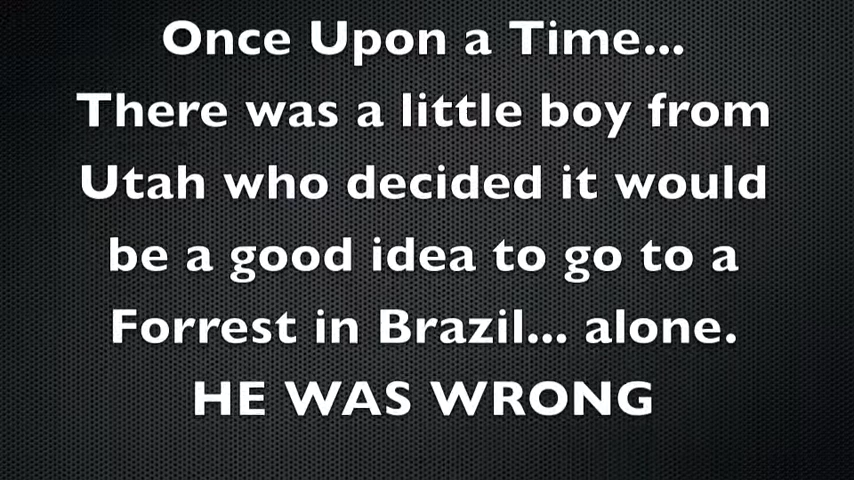 Once Upon a Time...
There was a little boy from
Utah who decided it would
be a good idea to go to a
Forrest in Brazil... alone.
HE WAS WRONG